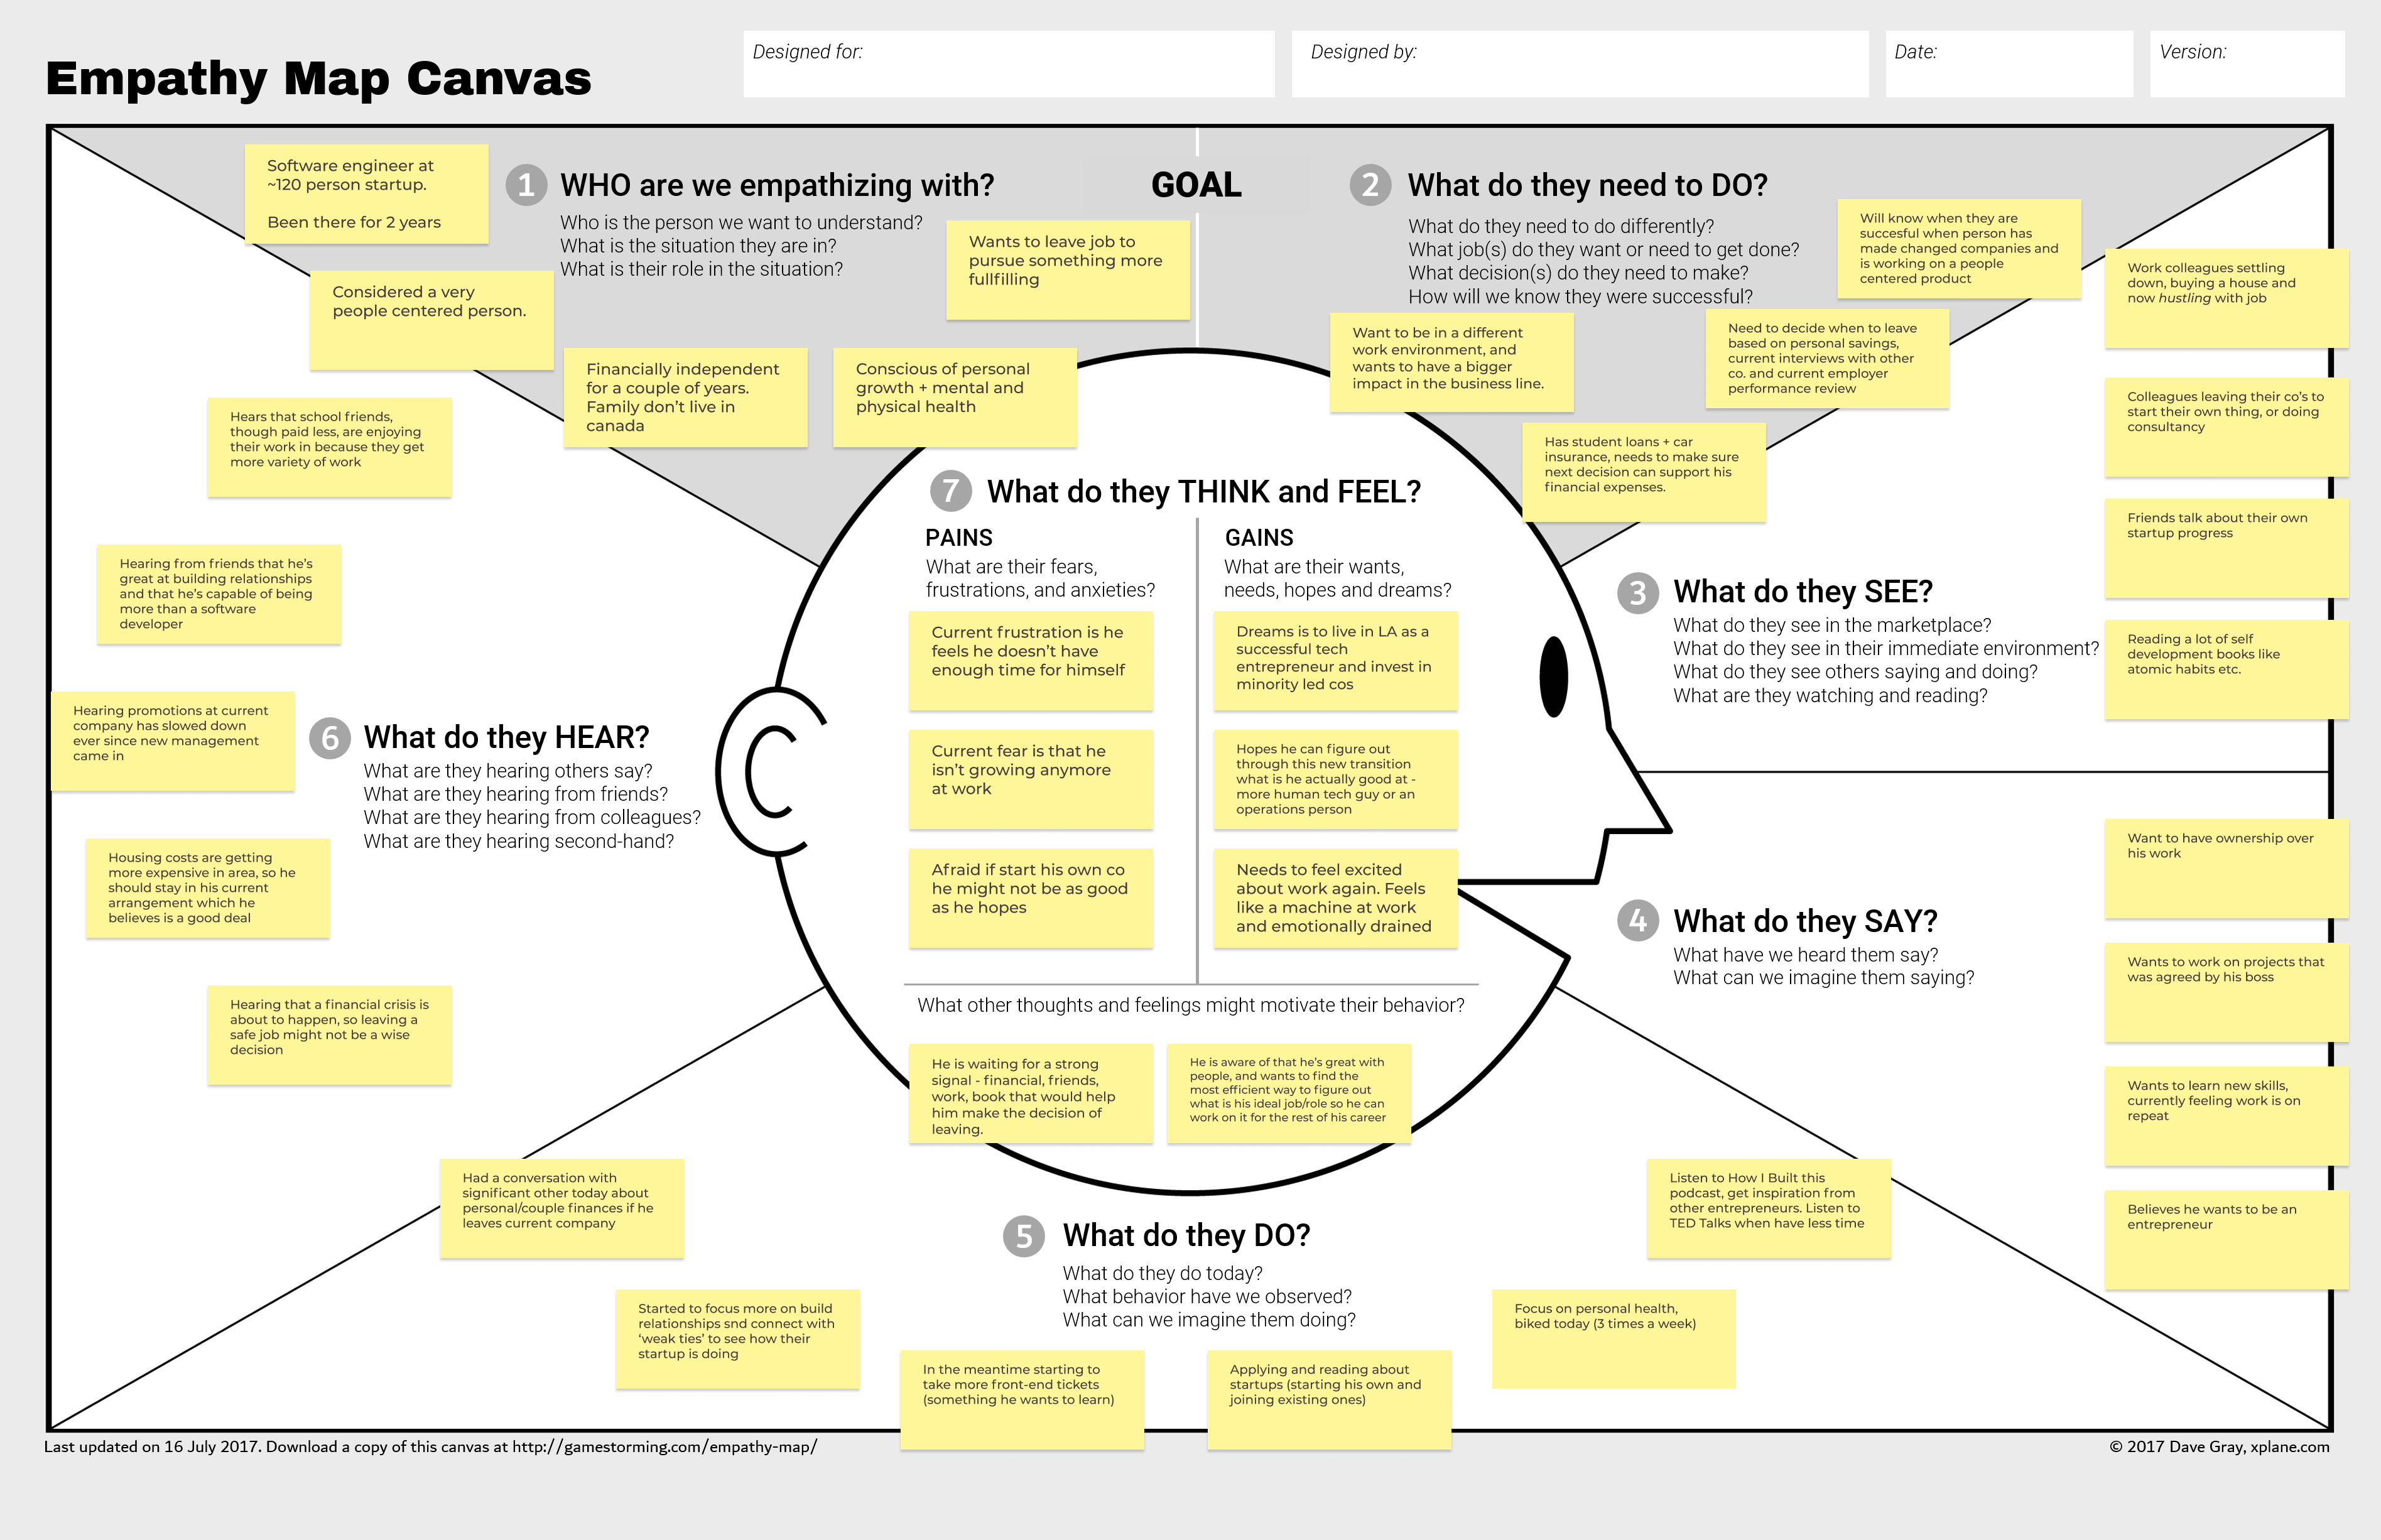 Empathy Map Canvas
Designed for:
Designed by:
Date:
Version:
GOAL
1
WHO are we empathizing with?
Who is the person we want to understand?
What is the situation they are in?
What is their role in the situation?
Software engineer at
~120 person startup.
Been there for 2 years
Considered a very
people centered person.
Financially independent
for a couple of years.
Family don't live in
canada
Conscious of personal
growth + mental and
physical health
Wants to leave job to
pursue something more
fullfilling
2
What do they need to DO?
What do they need to do differently?
What job(s) do they want or need to get done?
What decision(s) do they need to make?
How will we know they were successful?
Will know when they are
succesful when person has
made changed companies and
is working on a people
centered product
Want to be in a different
work environment, and
wants to have a bigger
impact in the business line.
Need to decide when to leave
based on personal savings,
current interviews with other
co. and current employer
performance review
Has student loans + car
insurance, needs to make sure
next decision can support his
financial expenses.
3
What do they SEE?
What do they see in the marketplace?
What do they see in their immediate environment?
What do they see others saying and doing?
What are they watching and reading?
Work colleagues settling
down, buying a house and
now hustling with job
Colleagues leaving their co's to
start their own thing, or doing
consultancy
Friends talk about their own
startup progress
Reading a lot of self
development books like
atomic habits etc.
4
What do they SAY?
What have we heard them say?
What can we imagine them saying?
Want to have ownership over
his work
Wants to work on projects that
was agreed by his boss
Wants to learn new skills,
currently feeling work is on
repeat
Believes he wants to be an
entrepreneur
5
What do they DO?
What do they do today?
What behavior have we observed?
What can we imagine them doing?
Had a conversation with
significant other today about
personal/couple finances if he
leaves current company
Started to focus more on build
relationships snd connect with
'weak ties' to see how their
startup is doing
In the meantime starting to
take more front-end tickets
(something he wants to learn)
Applying and reading about
startups (starting his own and
joining existing ones)
Focus on personal health,
biked today (3 times a week)
Listen to How I Built this
podcast, get inspiration from
other entrepreneurs. Listen to
TED Talks when have less time
6
What do they HEAR?
What are they hearing others say?
What are they hearing from friends?
What are they hearing from colleagues?
What are they hearing second-hand?
Hears that school friends,
though paid less, are enjoying
their work in because they get
more variety of work
Hearing from friends that he's
great at building relationships
and that he's capable of being
more than a software
developer
Hearing promotions at current
company has slowed down
ever since new management
came in
Housing costs are getting
more expensive in area, so he
should stay in his current
arrangement which he
believes is a good deal
Hearing that a financial crisis is
about to happen, so leaving a
safe job might not be a wise
decision
7
What do they THINK and FEEL?
PAINS
What are their fears,
frustrations, and anxieties?
Current frustration is he
feels he doesn't have
enough time for himself
Current fear is that he
isn't growing anymore
at work
Afraid if start his own co
he might not be as good
as he hopes
GAINS
What are their wants,
needs, hopes and dreams?
Dreams is to live in LA as a
successful tech
entrepreneur and invest in
minority led cos
Hopes he can figure out
through this new transition
what is he actually good at -
more human tech guy or an
operations person
Needs to feel excited
about work again. Feels
like a machine at work
and emotionally drained
What other thoughts and feelings might motivate their behavior?
He is waiting for a strong
signal - financial, friends,
work, book that would help
him make the decision of
leaving.
He is aware of that he's great with
people, and wants to find the
most efficient way to figure out
what is his ideal job/role so he can
work on it for the rest of his career
Last updated on 16 July 2017. Download a copy of this canvas at http://gamestorming.com/empathy-map/
© 2017 Dave Gray, xplane.com